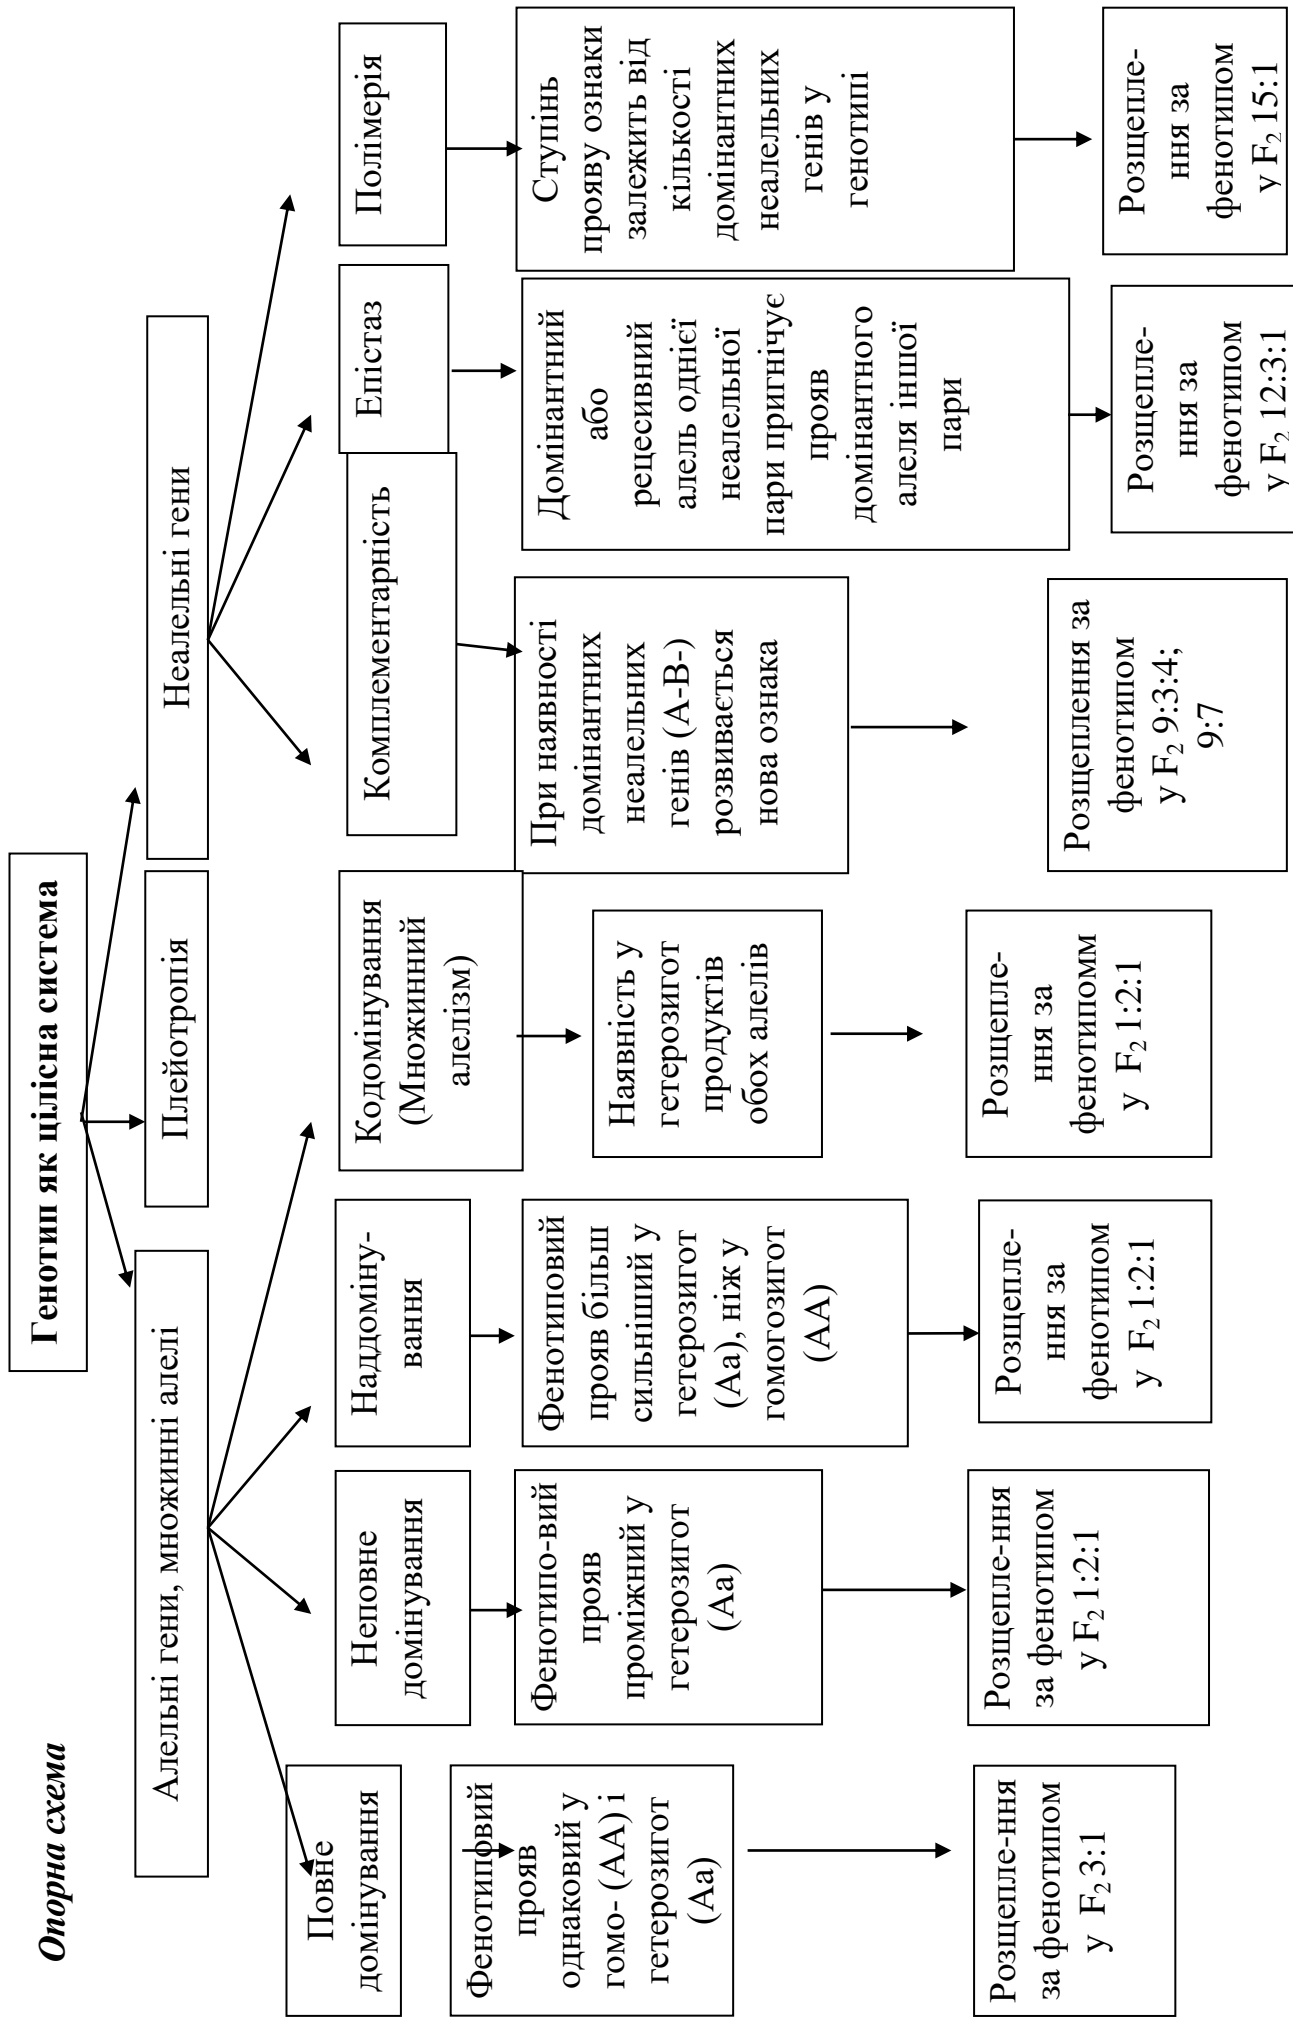 Опорна схема
Генотип як цілісна система
Алельні гени, множинні алелі
Плейотропія
Неалельні гени
Повне
домінування
Неповне
домінування
Наддоміну-
вання
Кодомінування
(Множинний
алелізм)
Комплементарність
Епістаз
Полімерія
Фенотиповий
прояв
однаковий у
гомо- (АА) і
гетерозигот
(Аа)
Фенотипо-вий
прояв
проміжний у
гетерозигот
(Аа)
Фенотиповий
прояв більш
сильніший у
гетерозигот
(Аа), ніж у
гомогозигот
(АА)
Наявність у
гетерозигот
продуктів
обох алелів
При наявності
домінантних
неалельних
генів (А-В-)
розвивається
нова ознака
Домінантний
або
рецесивний
алель однієї
неалельної
пари пригнічує
прояв
домінантного
алеля іншої
пари
Ступінь
прояву ознаки
залежить від
кількості
домінантних
неалельних
генів у
генотипі
Розщепле-ння
за фенотипом
у F₂ 3:1
Розщепле-ння
за фенотипом
у F₂ 1:2:1
Розщепле-
ння за
фенотипом
у F₂ 1:2:1
Розщепле-
ння за
фенотипомм
у F₂ 1:2:1
Розщеплення за
фенотипом
у F₂ 9:3:4;
9:7
Розщепле-
ння за
фенотипом
у F₂ 12:3:1
Розщепле-
ння за
фенотипом
у F₂ 15:1